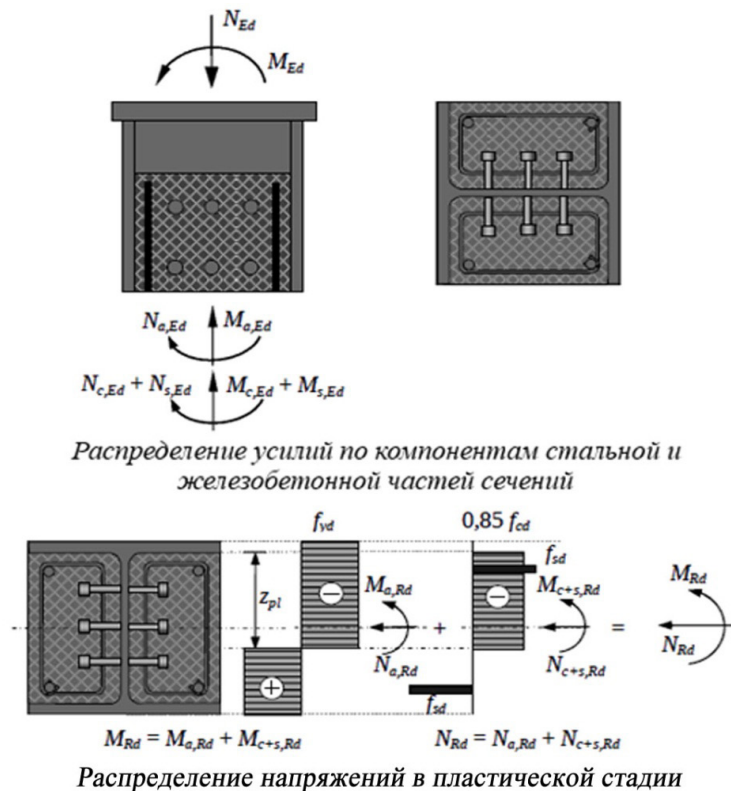 N_Ed
M_Ed
N_a,Ed M_a,Ed
N_c,Ed + N_s,Ed M_c,Ed + M_s,Ed
Распределение усилий по компонентам стальной и
железобетонной частей сечений
f_yd 0,85 f_cd
f_sd
z_pl − M_a,Rd − M_c+s,Rd M_Rd
+ =
N_a,Rd N_c+s,Rd N_Rd
+
f_sd
M_Rd = M_a,Rd + M_c+s,Rd N_Rd = N_a,Rd + N_c+s,Rd
Распределение напряжений в пластической стадии